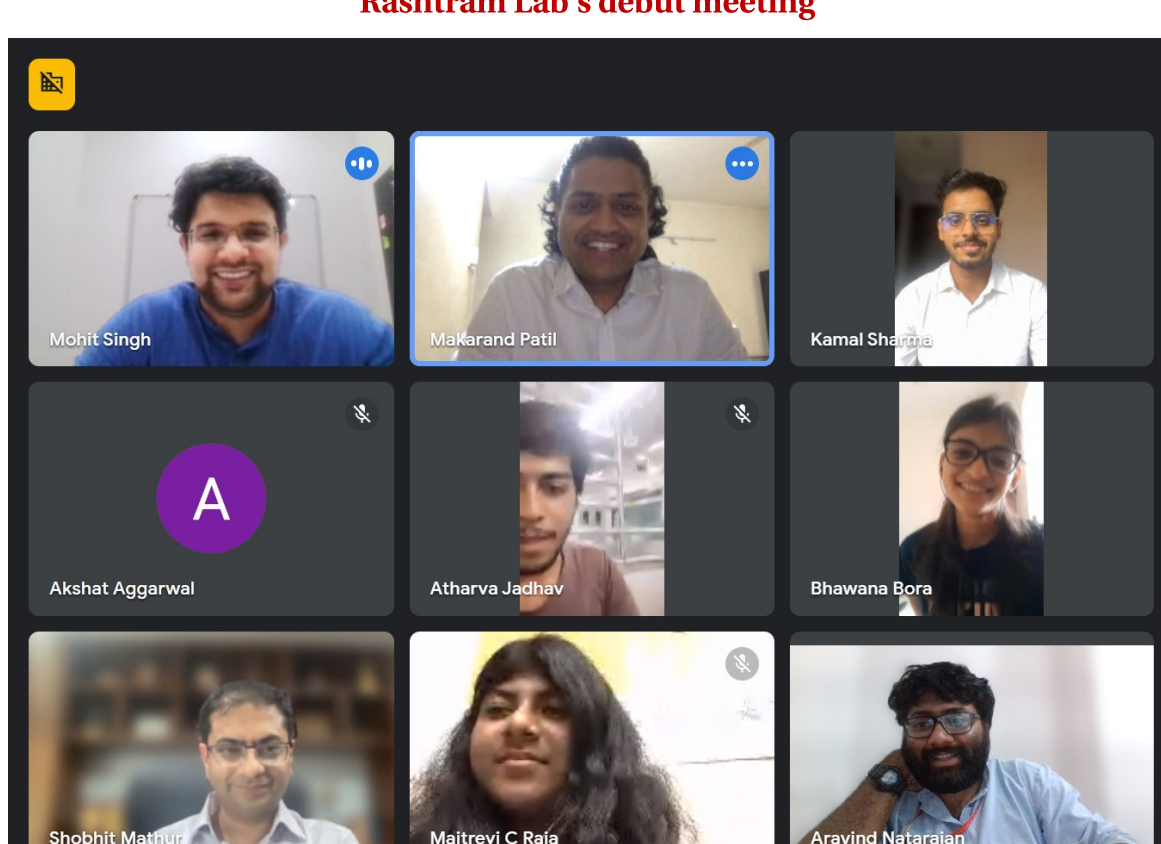 Rashtram Lab's debut meeting
Mohit Singh
Makarand Patil
Kamal Sharma
A
Akshat Aggarwal
Atharva Jadhav
Bhawana Bora
Shobhit Mathur
Maitreyi C Raja
Aravind Natarajan